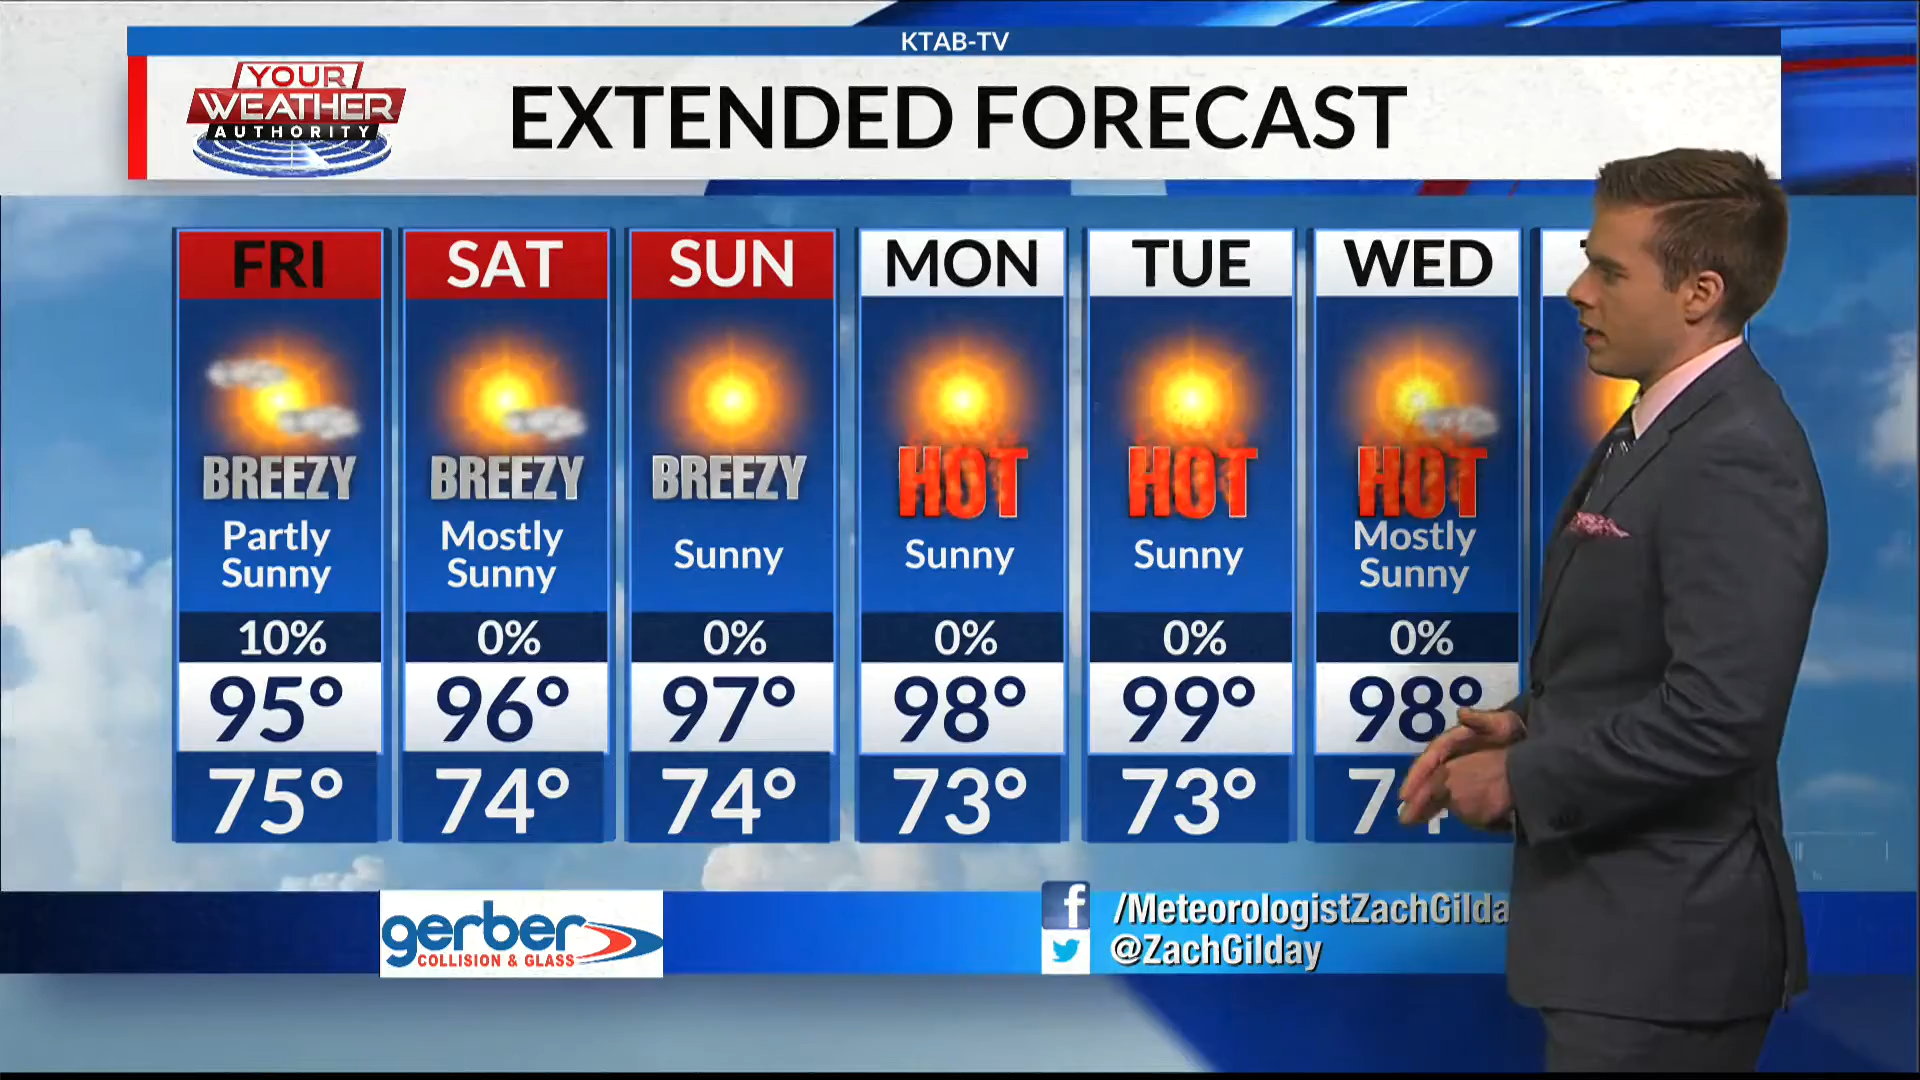 KTAB-TV
YOUR
WEATHER
AUTHORITY
EXTENDED FORECAST
FRI
SAT
SUN
MON
TUE
WED
BREEZY
BREEZY
BREEZY
HOT
HOT
HOT
Partly
Sunny
Mostly
Sunny
Sunny
Sunny
Sunny
Mostly
Sunny
10%
0%
0%
0%
0%
0%
95°
96°
97°
98°
99°
98°
75°
74°
74°
73°
73°
gerber
COLLISION & GLASS
f
/MeteorologistZachGilda
@ZachGilday